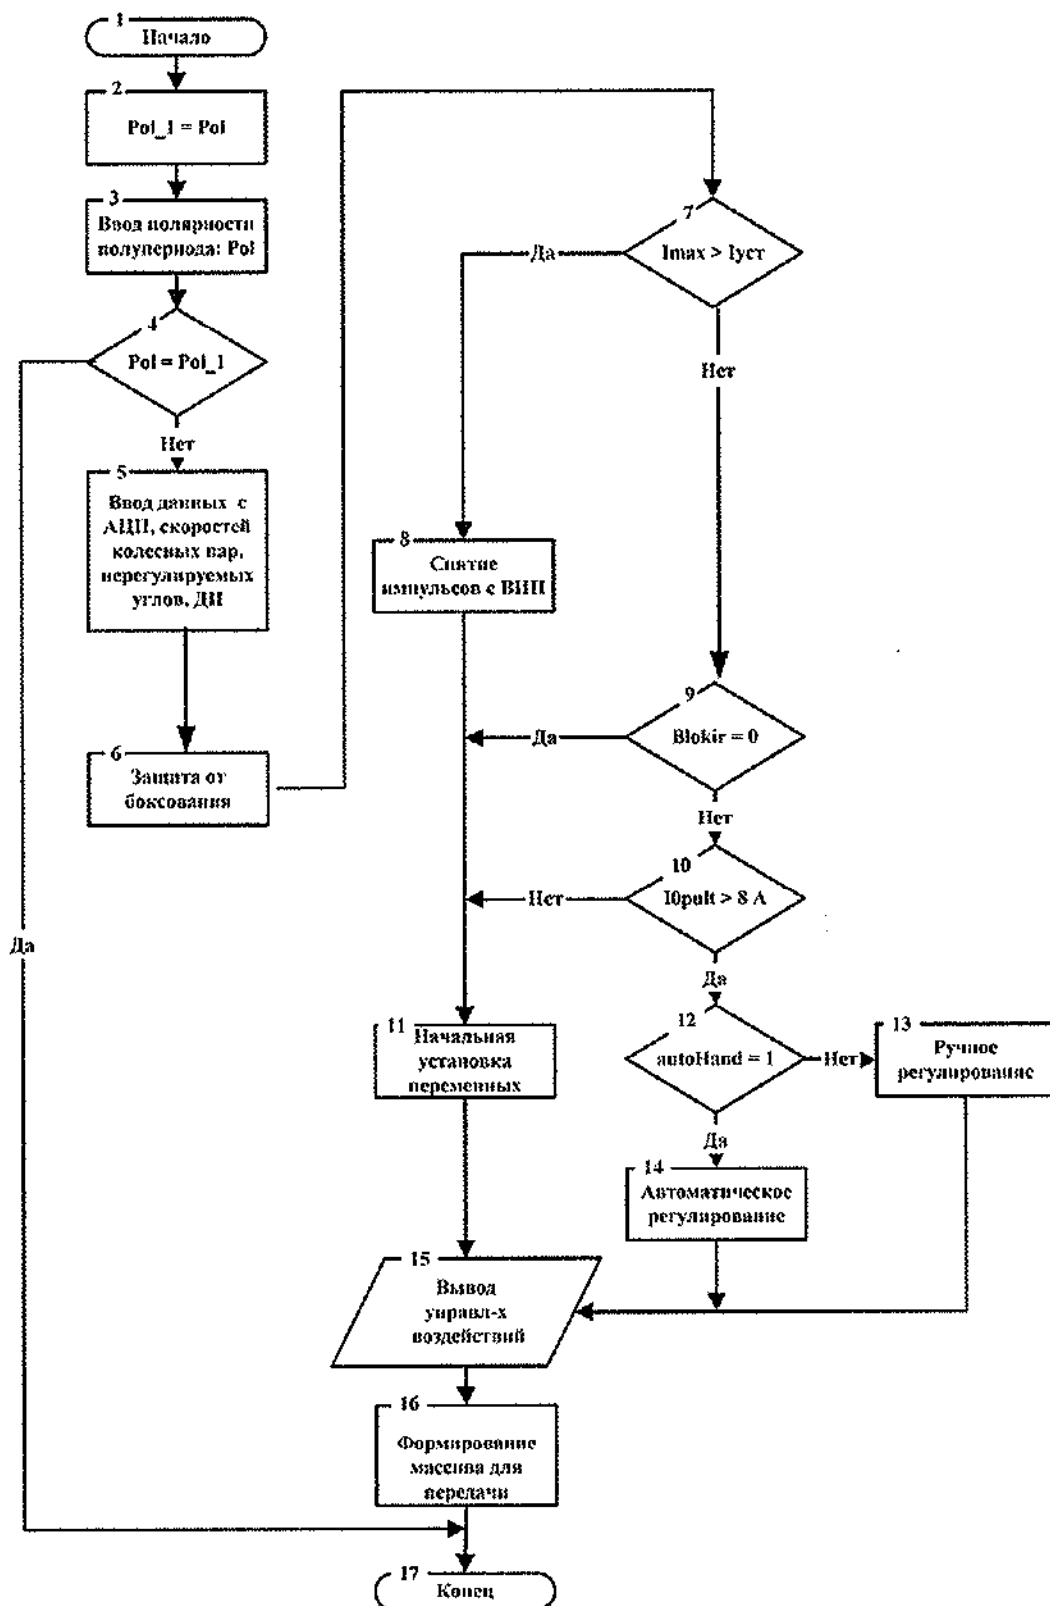 1
Начало
2
Pol_1 = Pol
3
Ввод полярности
полупериода: Pol
4
Pol = Pol_1
Нет
5
Ввод данных с
АЦП, скоростей
колесных пар,
нерегулируемых
углов, ДИ
6
Защита от
боксования
Да
7
Imax > Iуст
Да
Нет
8
Снятие
импульсов с ВИП
9
Blokir = 0
Да
Нет
10
I0pult > 8 А
Нет
Да
11
Начальная
установка
переменных
12
autoHand = 1
Нет
13
Ручное
регулирование
Да
14
Автоматическое
регулирование
15
Вывод
управл-х
воздействий
16
Формирование
массива для
передачи
17
Конец